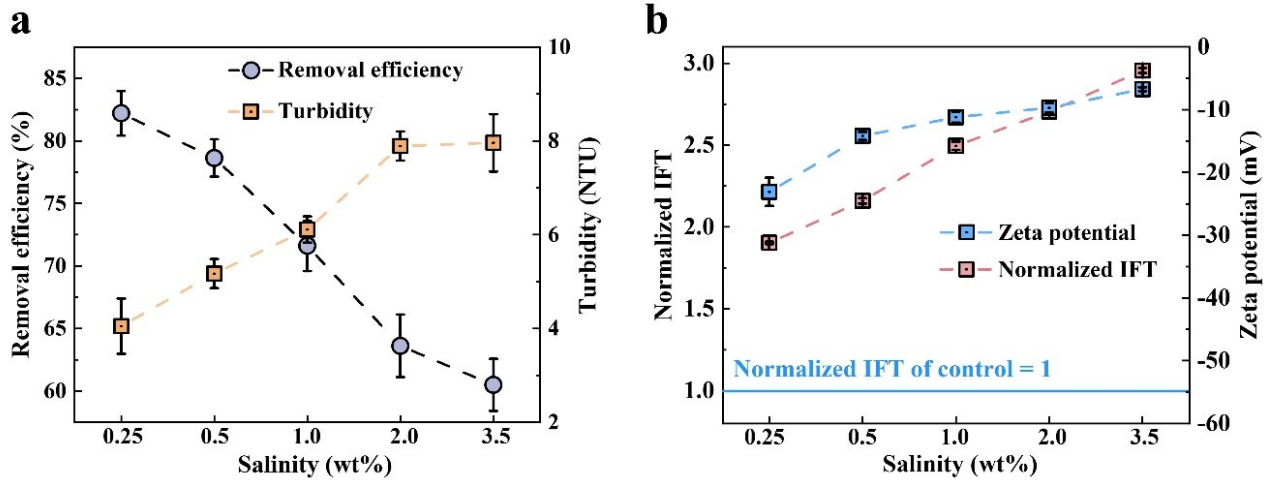 a
Removal efficiency (%)
85
80
75
70
65
60
Removal efficiency
Turbidity
10
8
6
4
2
Turbidity (NTU)
0.25 0.5 1.0 2.0 3.5
Salinity (wt%)
b
Normalized IFT
3.0
2.5
2.0
1.5
1.0
Zeta potential
Normalized IFT
Normalized IFT of control = 1
0
-10
-20
-30
-40
-50
-60
Zeta potential (mV)
0.25 0.5 1.0 2.0 3.5
Salinity (wt%)